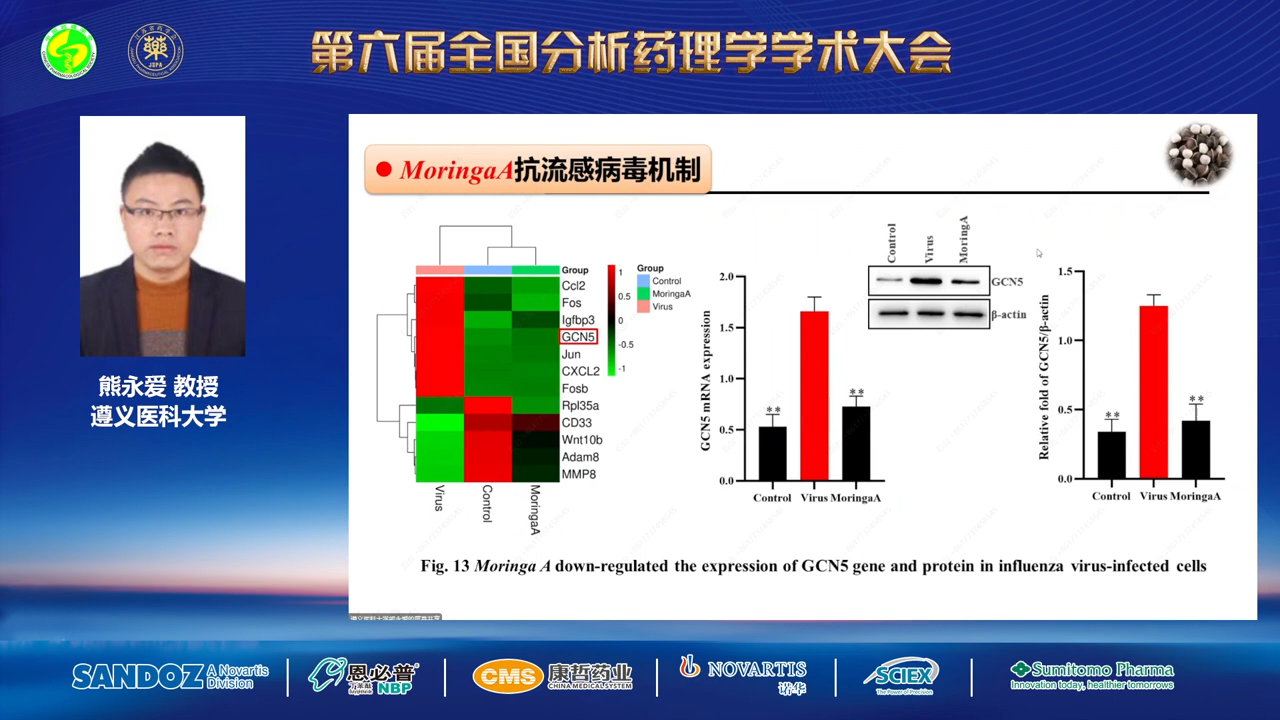 第六届全国分析药理学学术大会
JSPA
熊永爱 教授
遵义医科大学
● MoringaA抗流感病毒机制
Group
Ccl2
Fos
Igfbp3
GCN5
Jun
CXCL2
Fosb
Rpl35a
CD33
Wnt10b
Adam8
MMP8
Virus
Control
MoringaA
1
0.5
0
-0.5
-1
Group
Control
MoringaA
Virus
GCN5 mRNA expression
2.0
1.5
1.0
0.5
0.0
**
**
Control
Virus
MoringaA
Control
Virus
MoringA
GCN5
β-actin
Relative fold of GCN5/β-actin
1.5
1.0
0.5
0.0
**
**
Control
Virus
MoringaA
Fig. 13 Moringa A down-regulated the expression of GCN5 gene and protein in influenza virus-infected cells
SANDOZ A Novartis Division
恩必普
NBP
CMS 康哲药业
CHINA MEDICAL SYSTEM
NOVARTIS
诺华
SCIEX
The Power of Precision
Sumitomo Pharma
Innovation today, healthier tomorrows